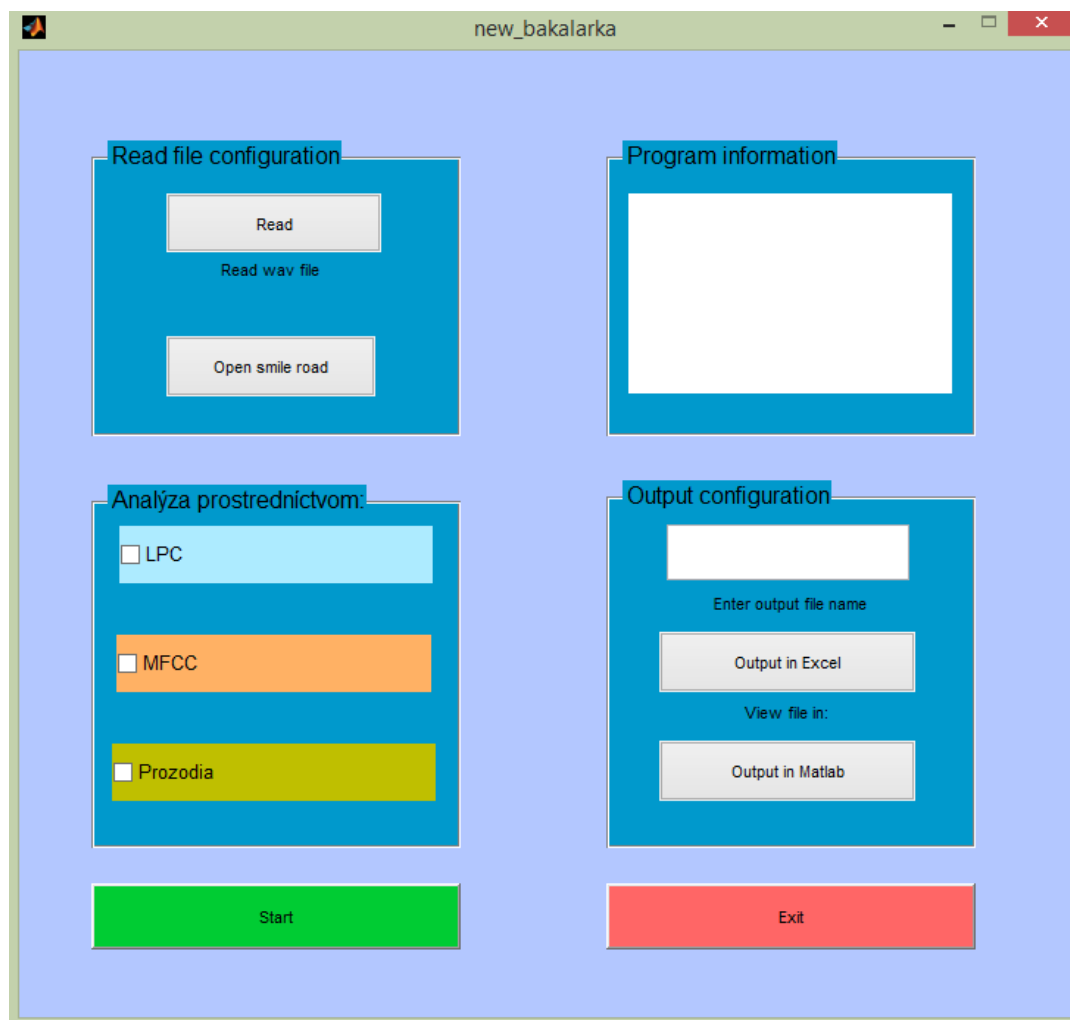 new_bakalarka
Read file configuration
Read
Read wav file
Open smile road
Program information
Analýza prostredníctvom:
LPC
MFCC
Prozodia
Output configuration
Enter output file name
Output in Excel
View file in:
Output in Matlab
Start
Exit